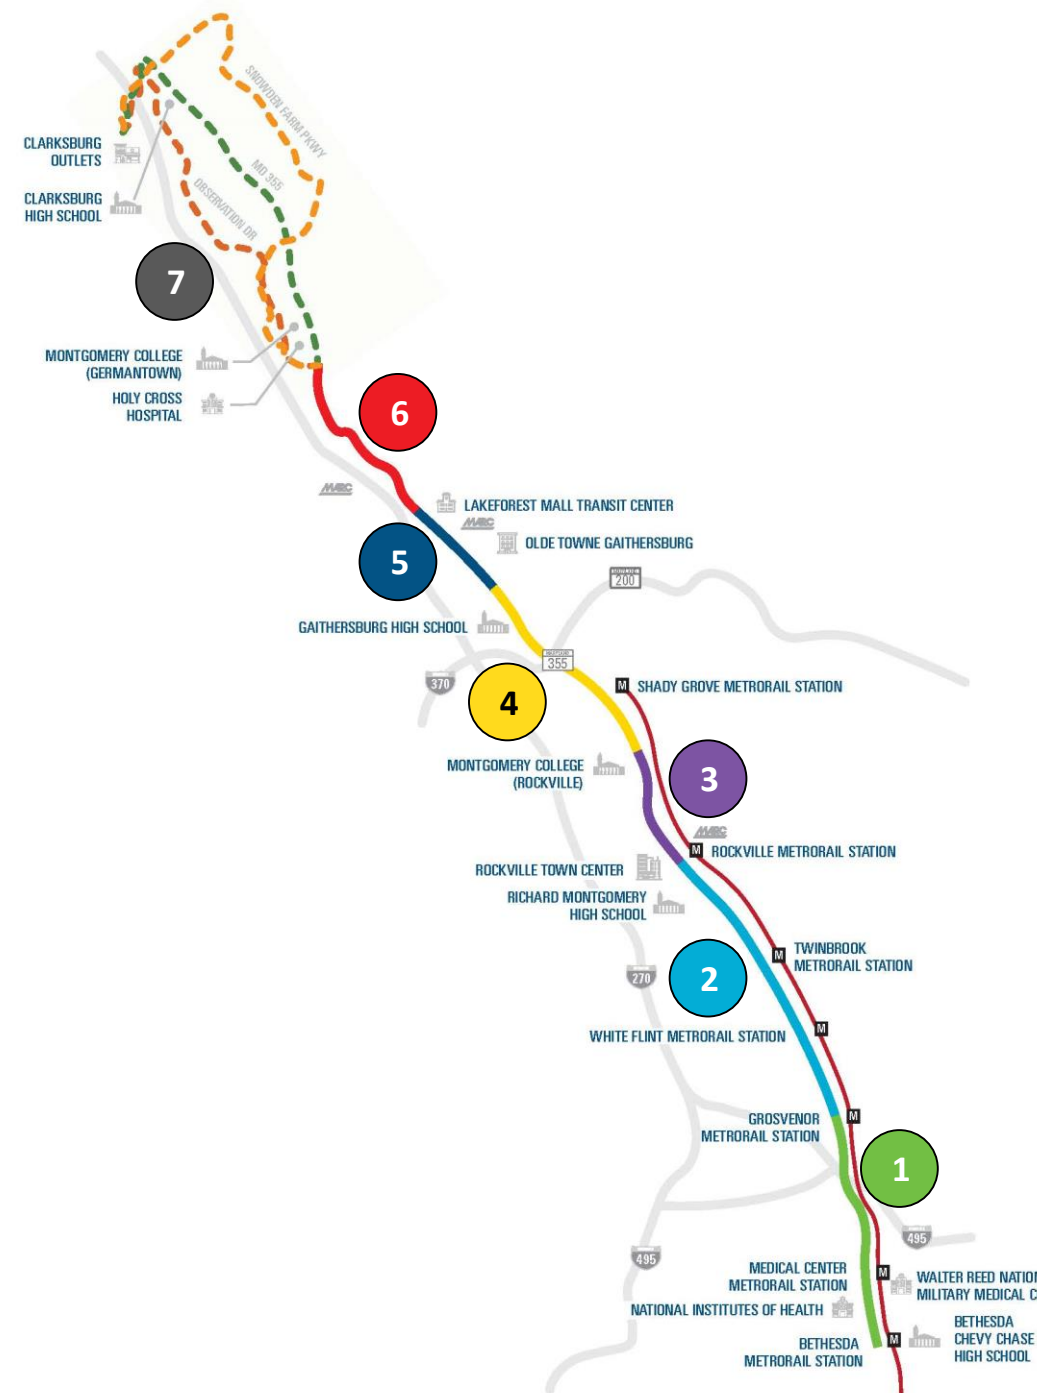 SNOWDEN FARM PKWY
CLARKSBURG
OUTLETS
MD 355
CLARKSBURG
HIGH SCHOOL
OBSERVATION DR
7
MONTGOMERY COLLEGE
(GERMANTOWN)
HOLY CROSS
HOSPITAL
6
MARC
LAKEFOREST MALL TRANSIT CENTER
MARC
OLDE TOWNE GAITHERSBURG
5
200
GAITHERSBURG HIGH SCHOOL
355
370
SHADY GROVE METRORAIL STATION
M
4
MONTGOMERY COLLEGE
(ROCKVILLE)
3
MARC
M
ROCKVILLE METRORAIL STATION
ROCKVILLE TOWN CENTER
RICHARD MONTGOMERY
HIGH SCHOOL
M
TWINBROOK
METRORAIL STATION
270
2
WHITE FLINT METRORAIL STATION
M
GROSVENOR
METRORAIL STATION
M
1
495
495
MEDICAL CENTER
METRORAIL STATION
M
WALTER REED NATION
MILITARY MEDICAL C
NATIONAL INSTITUTES OF HEALTH
BETHESDA
METRORAIL STATION
M
BETHESDA
CHEVY CHASE
HIGH SCHOOL